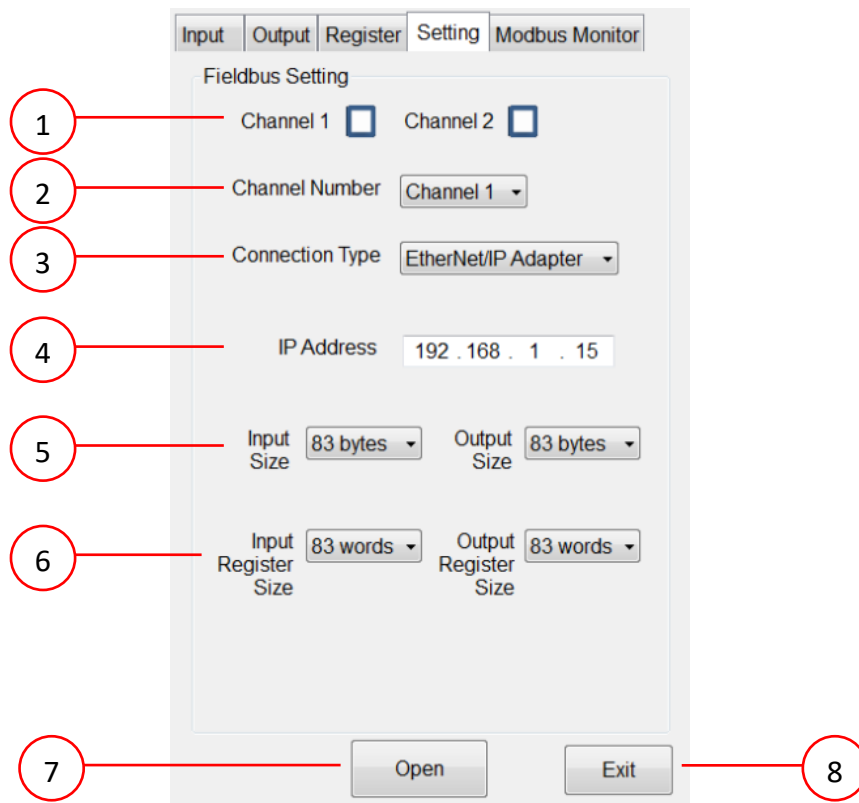 Input Output Register Setting Modbus Monitor
Fieldbus Setting
1 Channel 1 Channel 2
2 Channel Number Channel 1
3 Connection Type EtherNet/IP Adapter
4 IP Address 192 . 168 . 1 . 15
5 Input Size 83 bytes Output Size 83 bytes
6 Input Register Size 83 words Output Register Size 83 words
7 Open Exit 8